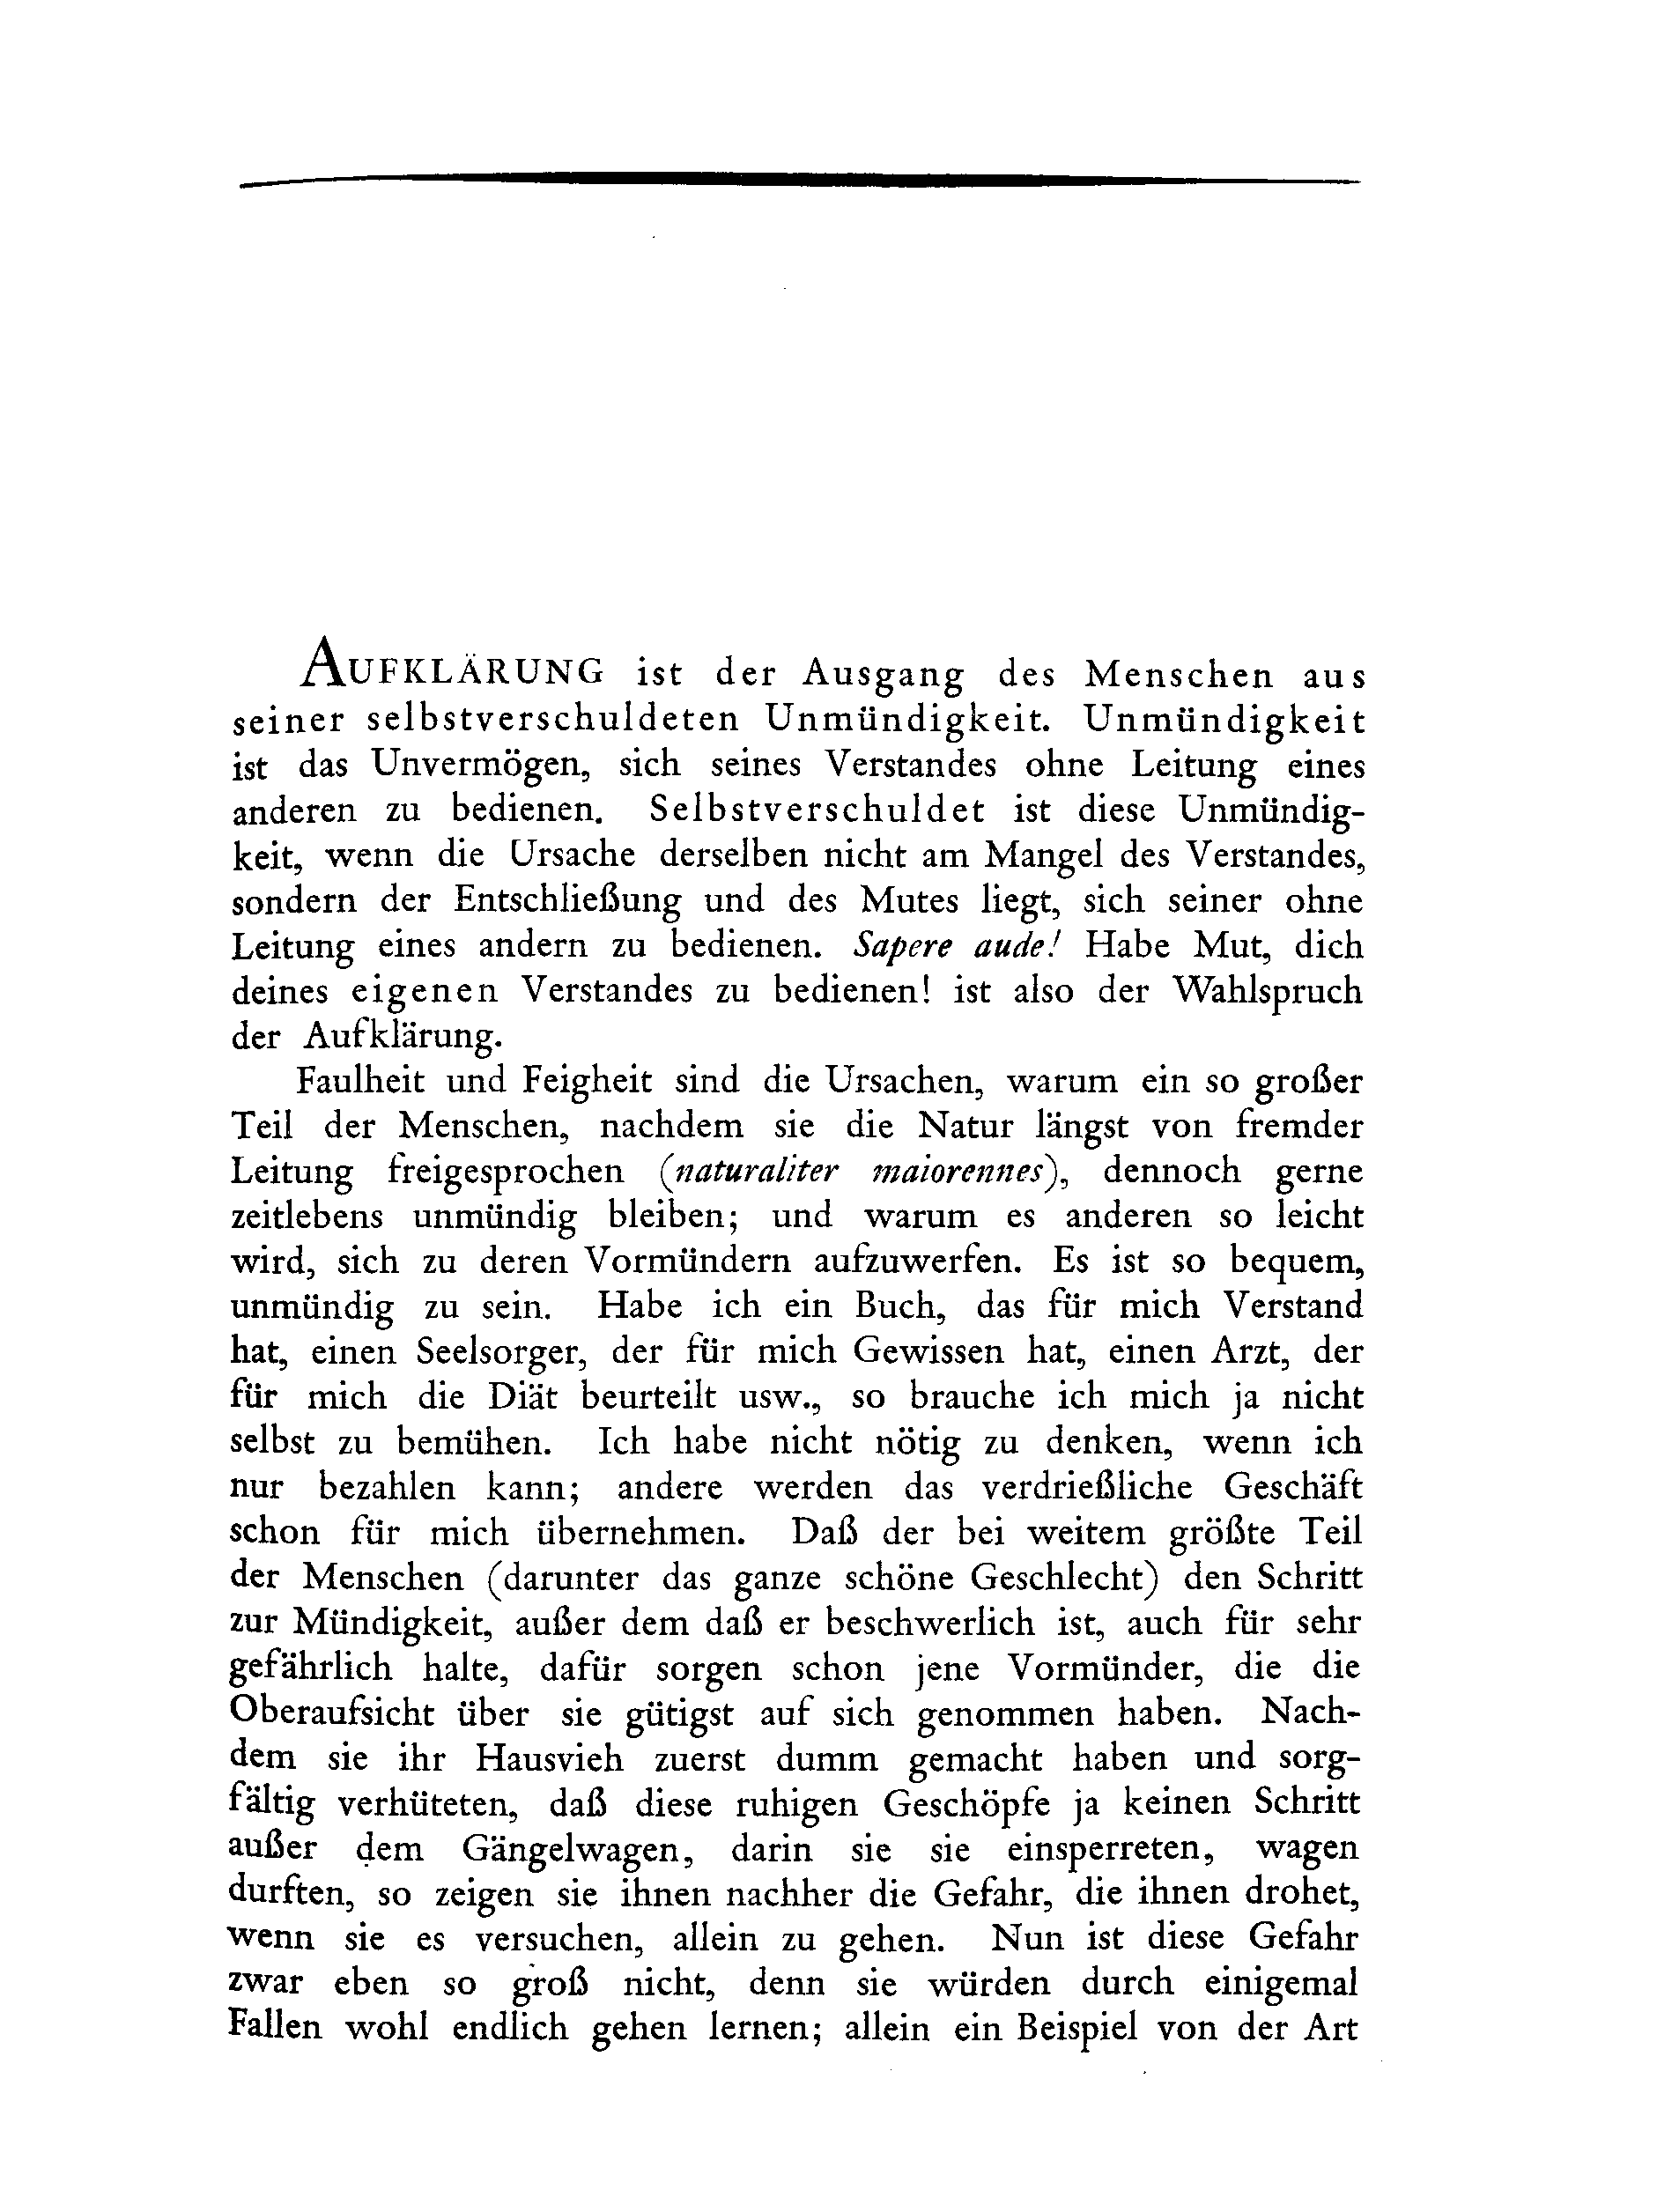 AUFKLÄRUNG ist der Ausgang des Menschen aus
seiner selbstverschuldeten Unmündigkeit. Unmündigkeit
ist das Unvermögen, sich seines Verstandes ohne Leitung eines
anderen zu bedienen. Selbstverschuldet ist diese Unmündig-
keit, wenn die Ursache derselben nicht am Mangel des Verstandes,
sondern der Entschließung und des Mutes liegt, sich seiner ohne
Leitung eines andern zu bedienen. Sapere aude! Habe Mut, dich
deines eigenen Verstandes zu bedienen! ist also der Wahlspruch
der Aufklärung.
Faulheit und Feigheit sind die Ursachen, warum ein so großer
Teil der Menschen, nachdem sie die Natur längst von fremder
Leitung freigesprochen (naturaliter maiorennes), dennoch gerne
zeitlebens unmündig bleiben; und warum es anderen so leicht
wird, sich zu deren Vormündern aufzuwerfen. Es ist so bequem,
unmündig zu sein. Habe ich ein Buch, das für mich Verstand
hat, einen Seelsorger, der für mich Gewissen hat, einen Arzt, der
für mich die Diät beurteilt usw., so brauche ich mich ja nicht
selbst zu bemühen. Ich habe nicht nötig zu denken, wenn ich
nur bezahlen kann; andere werden das verdrießliche Geschäft
schon für mich übernehmen. Daß der bei weitem größte Teil
der Menschen (darunter das ganze schöne Geschlecht) den Schritt
zur Mündigkeit, außer dem daß er beschwerlich ist, auch für sehr
gefährlich halte, dafür sorgen schon jene Vormünder, die die
Oberaufsicht über sie gütigst auf sich genommen haben. Nach-
dem sie ihr Hausvieh zuerst dumm gemacht haben und sorg-
fältig verhüteten, daß diese ruhigen Geschöpfe ja keinen Schritt
außer dem Gängelwagen, darin sie sie einsperreten, wagen
durften, so zeigen sie ihnen nachher die Gefahr, die ihnen drohet,
wenn sie es versuchen, allein zu gehen. Nun ist diese Gefahr
zwar eben so groß nicht, denn sie würden durch einigemal
Fallen wohl endlich gehen lernen; allein ein Beispiel von der Art